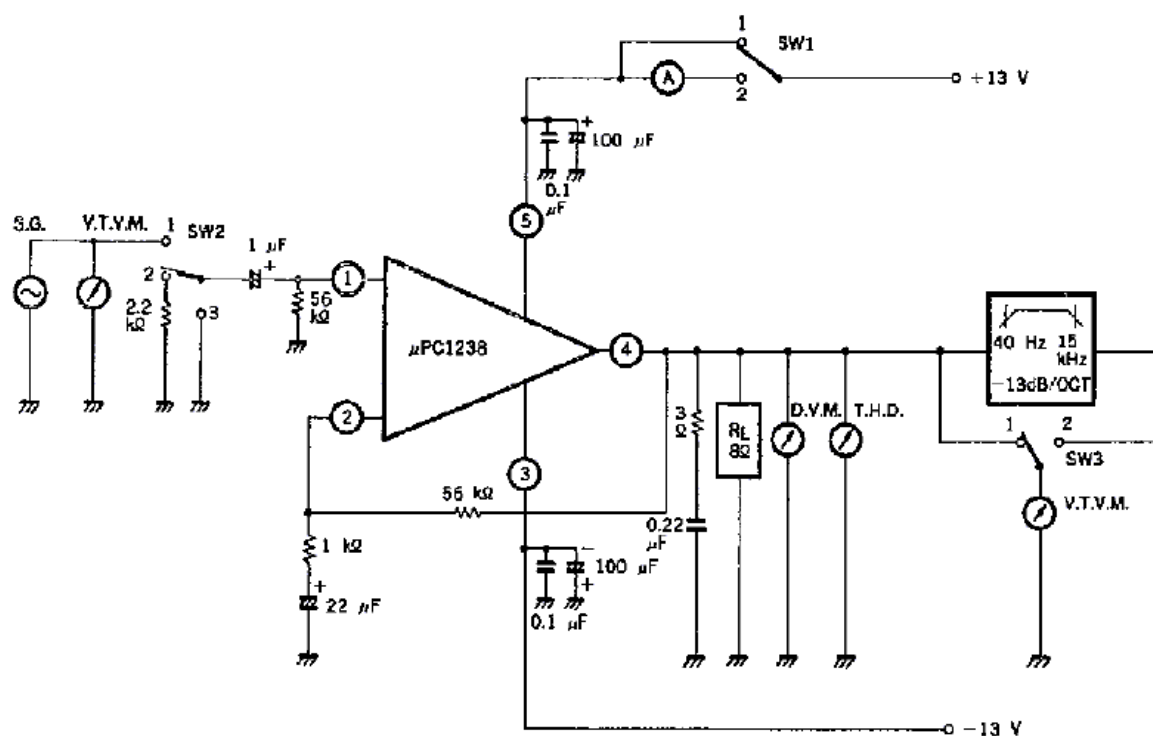 1
SW1
A
2
+13 V
+
100 µF
0.1
µF
5
S.G.
V.T.V.M.
1
SW2
2
3
2.2
kΩ
1 µF
+
1
56
kΩ
µPC1238
4
2
3
56 kΩ
1 kΩ
+
22 µF
−
100 µF
+
0.1 µF
3
Ω
0.22
µF
RL
8Ω
D.V.M.
T.H.D.
40 Hz
15
kHz
−13dB/OCT
1
2
SW3
V.T.V.M.
−13 V